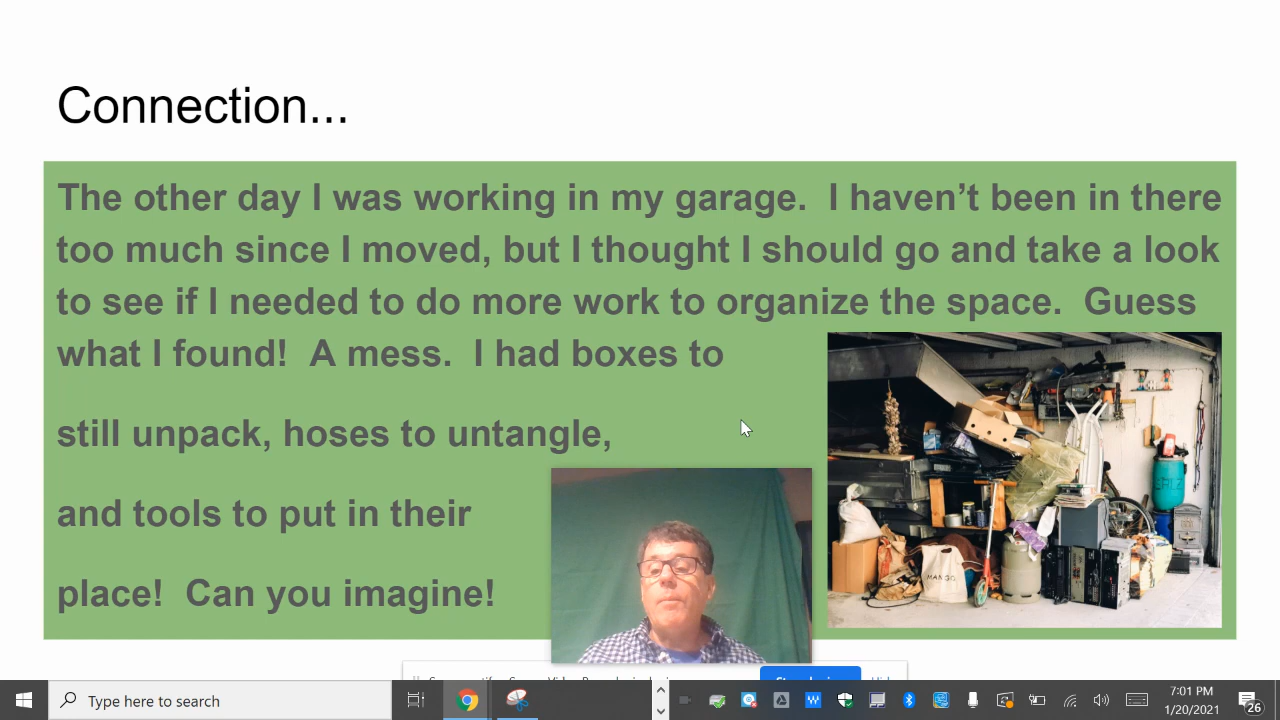 Connection...
The other day I was working in my garage.  I haven’t been in there
too much since I moved, but I thought I should go and take a look
to see if I needed to do more work to organize the space.  Guess
what I found!  A mess.  I had boxes to
still unpack, hoses to untangle,
and tools to put in their
place!  Can you imagine!
MANGO
Type here to search
7:01 PM
1/20/2021
26